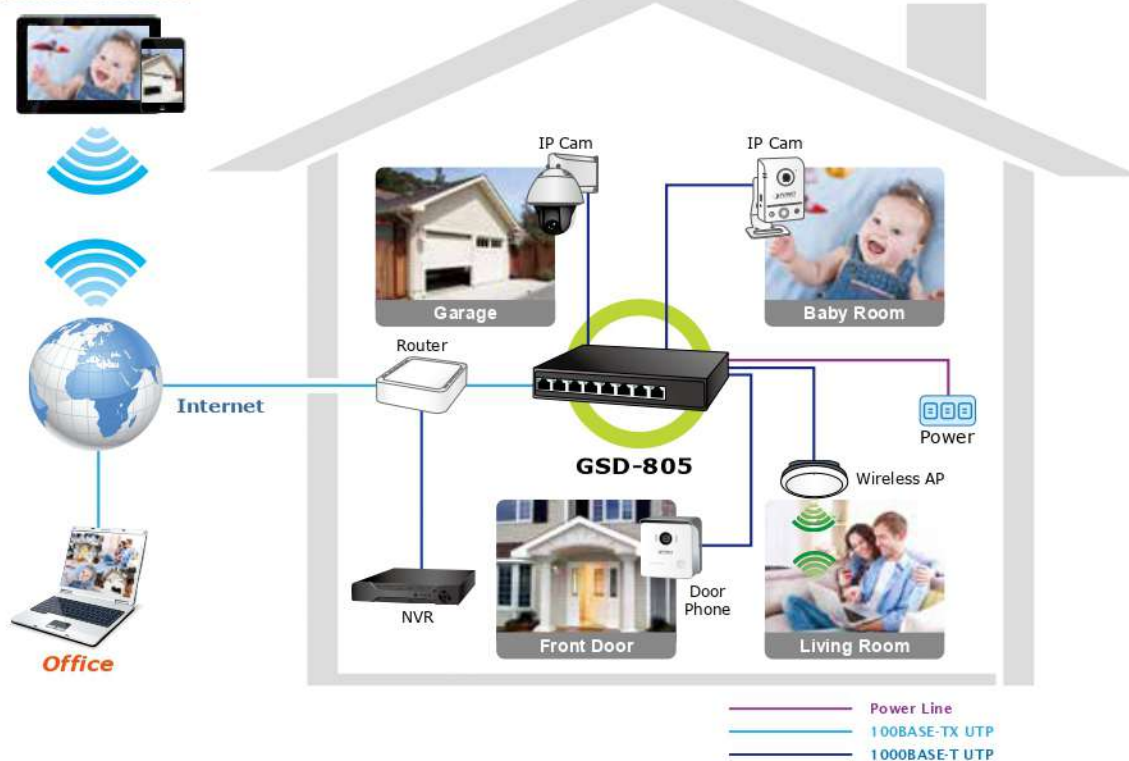 IP Cam
IP Cam
Garage
Baby Room
Router
Internet
GSD-805
Power
Wireless AP
NVR
Door
Phone
Front Door
Living Room
Office
Power Line
100BASE-TX UTP
1000BASE-T UTP